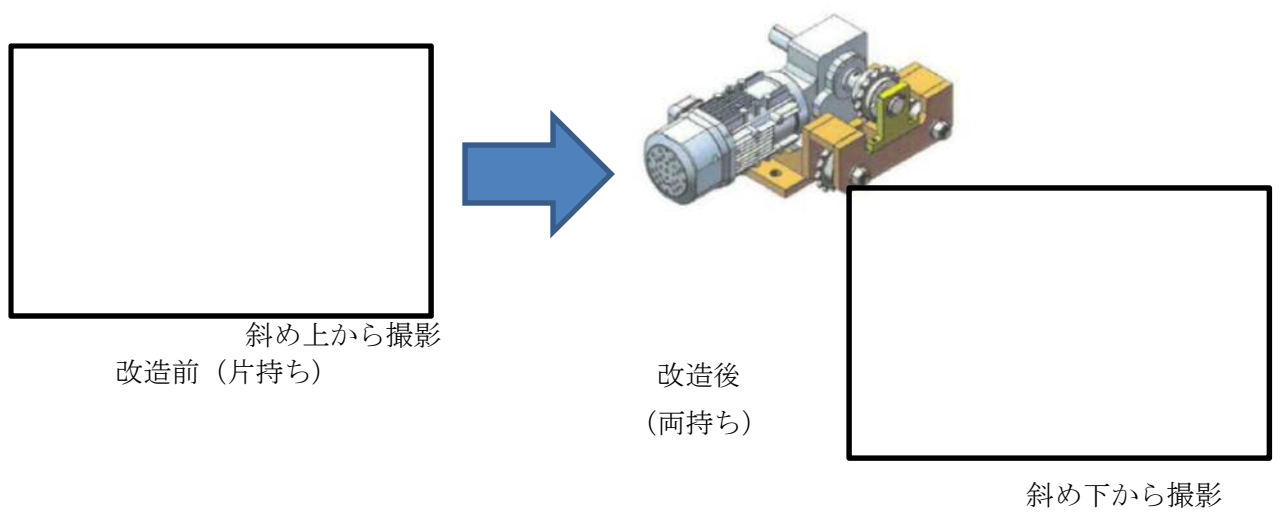 斜め上から撮影
改造前（片持ち）
改造後
（両持ち）
斜め下から撮影